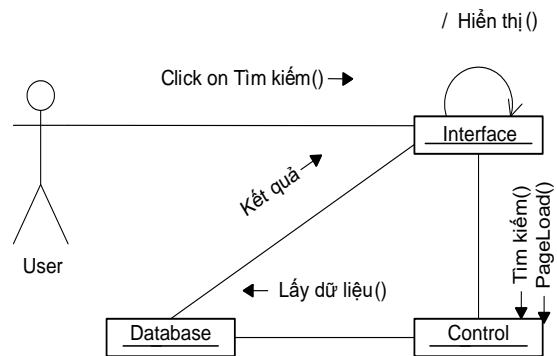 / Hiển thị()
Click on Tìm kiếm()
Interface
Kết quả
Tìm kiếm()
PageLoad()
User
Lấy dữ liệu()
Database
Control